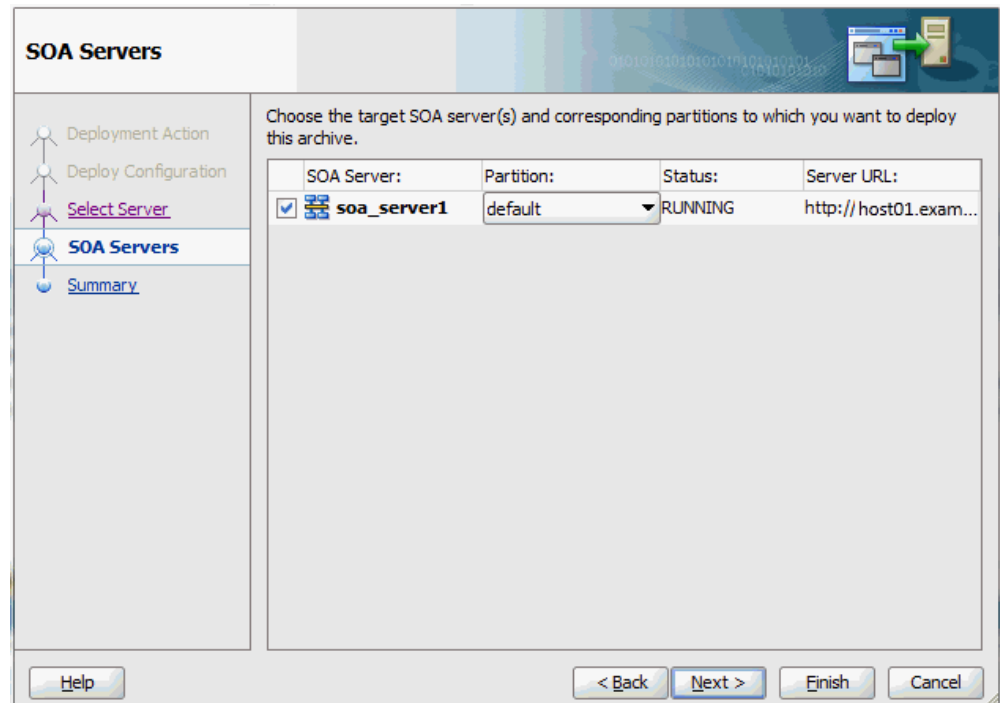 SOA Servers
Deployment Action
Deploy Configuration
Select Server
SOA Servers
Summary
Choose the target SOA server(s) and corresponding partitions to which you want to deploy
this archive.
SOA Server: Partition: Status: Server URL:
soa_server1 default RUNNING http://host01.exam...
Help < Back Next > Finish Cancel